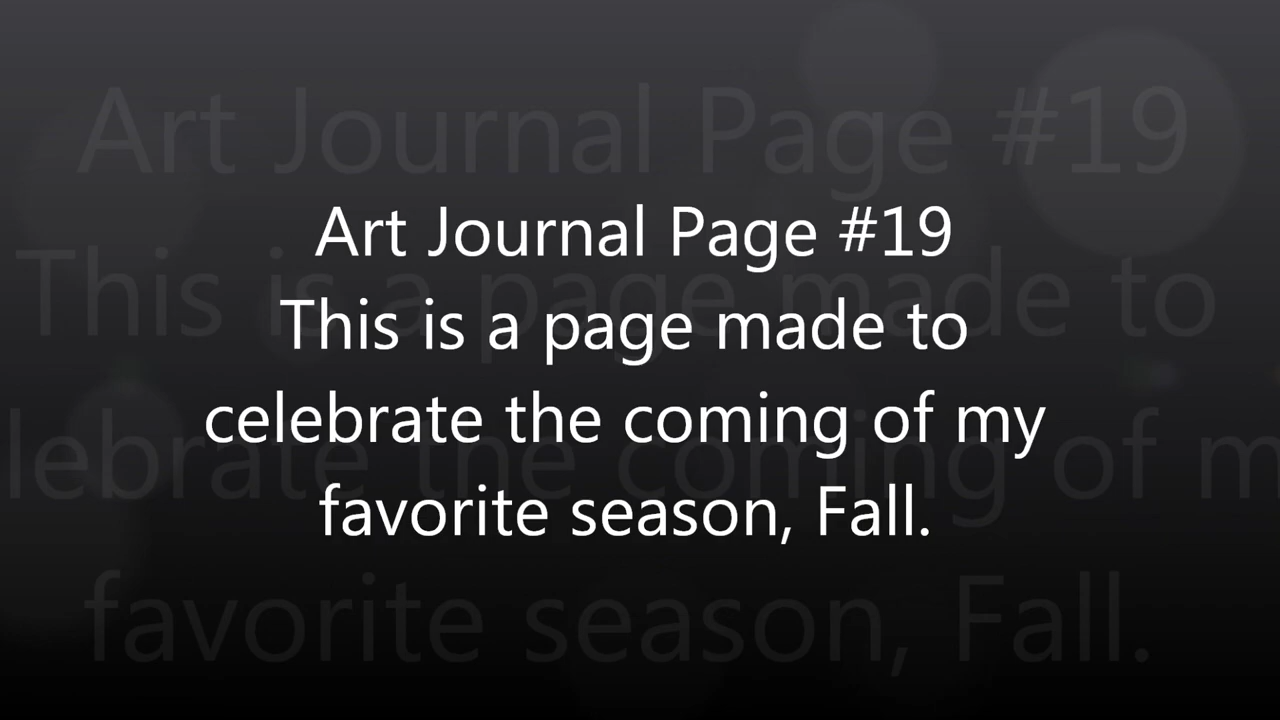 Art Journal Page #19
This is a page made to
celebrate the coming of my
favorite season, Fall.